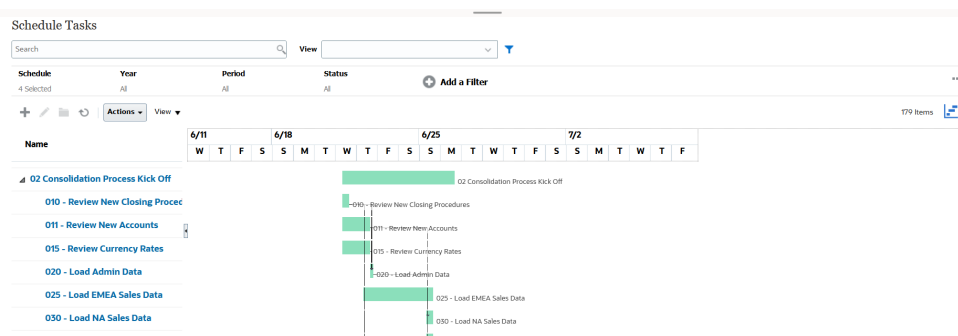 Schedule Tasks
Search
View
Schedule Year Period Status
4 Selected All All All
Add a Filter
Actions View
179 Items
Name
6/11 6/18 6/25 7/2
W T F S S M T W T F S S M T W T F S S M T W T F
02 Consolidation Process Kick Off 02 Consolidation Process Kick Off
010 - Review New Closing Proced 010 - Review New Closing Procedures
011 - Review New Accounts 011 - Review New Accounts
015 - Review Currency Rates 015 - Review Currency Rates
020 - Load Admin Data 020 - Load Admin Data
025 - Load EMEA Sales Data 025 - Load EMEA Sales Data
030 - Load NA Sales Data 030 - Load NA Sales Data